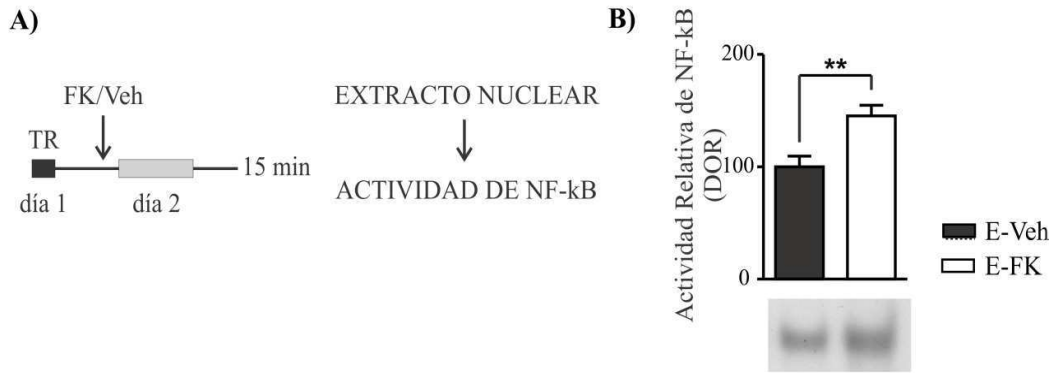 A)
FK/Veh
TR
15 min
día 1
día 2
EXTRACTO NUCLEAR
ACTIVIDAD DE NF-kB
B)
Actividad Relativa de NF-kB
(DOR)
200
100
0
**
E-Veh
E-FK